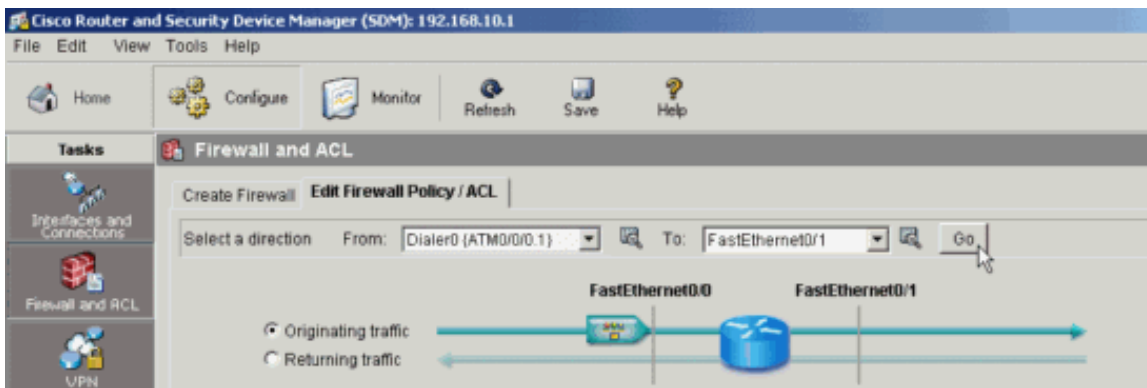 Cisco Router and Security Device Manager (SDM): 192.168.10.1
File Edit View Tools Help
Home Configure Monitor Refresh Save Help
Tasks
Firewall and ACL
Interfaces and Connections
Create Firewall Edit Firewall Policy / ACL
Select a direction From: Dialer0 (ATM0/0/0.1) To: FastEthernet0/1 Go
Firewall and ACL
FastEthernet0/0 FastEthernet0/1
Originating traffic
Returning traffic
VPN